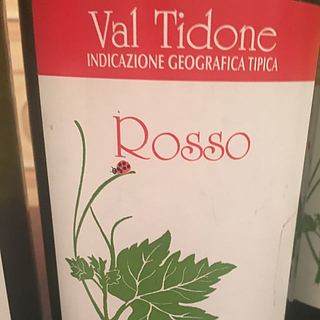 Val Tidone
INDICAZIONE GEOGRAFICA TIPICA
Rosso